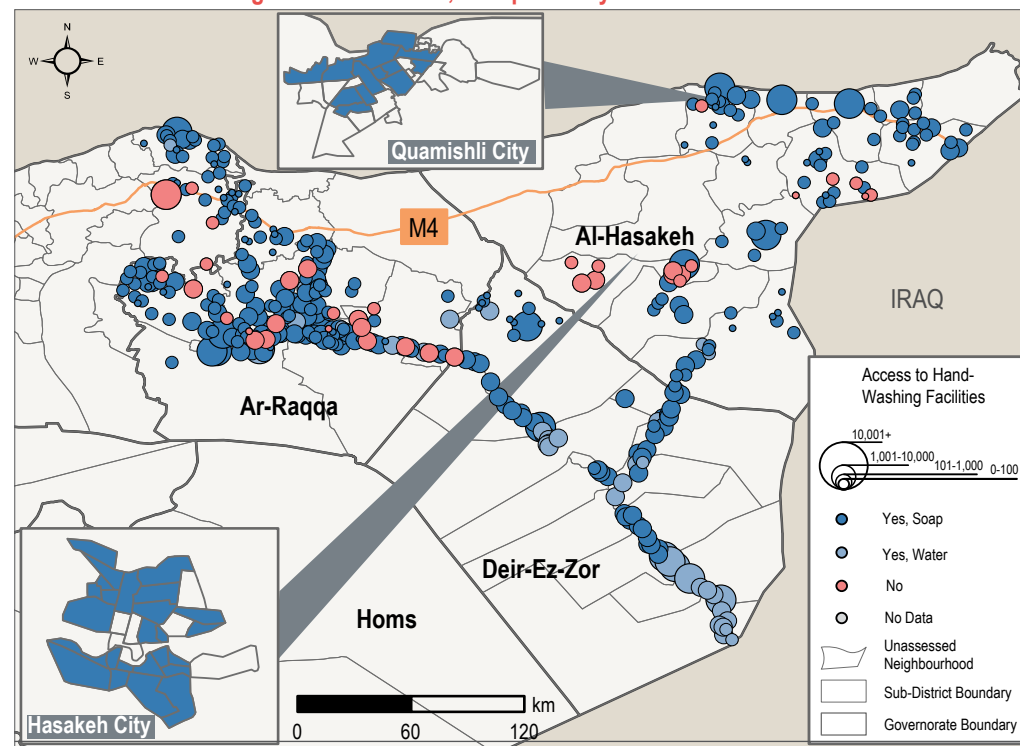 N
W
E
S
Quamishli City
M4
Al-Hasakeh
IRAQ
Ar-Raqqa
Deir-Ez-Zor
Homs
Hasakeh City
km
0
60
120
Access to Hand-
Washing Facilities
10,001+
1,001-10,000
101-1,000
0-100
Yes, Soap
Yes, Water
No
No Data
Unassessed
Neighbourhood
Sub-District Boundary
Governorate Boundary